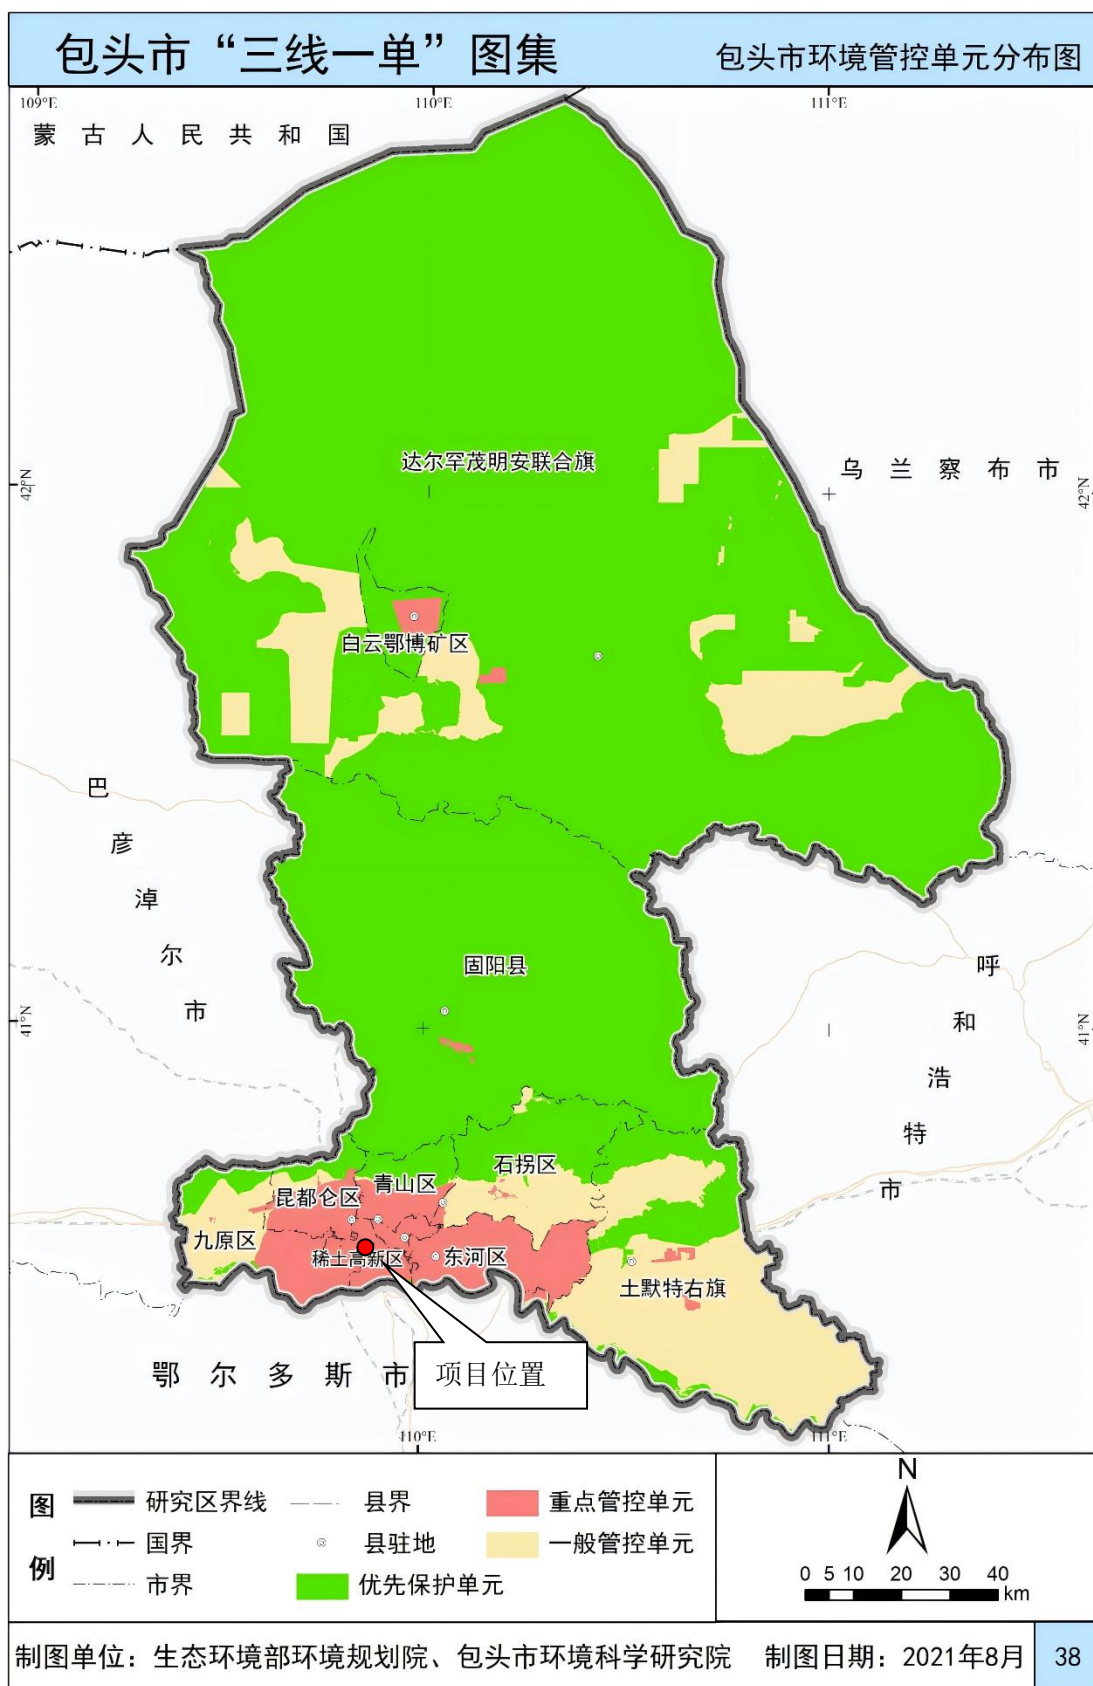 包头市“三线一单”图集
包头市环境管控单元分布图
109°E
110°E
111°E
蒙古人民共和国
达尔罕茂明安联合旗
乌兰察布市
42°N
42°N
白云鄂博矿区
巴彦淖尔市
固阳县
呼和浩特市
41°N
41°N
石拐区
青山区
昆都仑区
九原区
稀土高新区
东河区
土默特右旗
鄂尔多斯市
项目位置
110°E
111°E
图例
研究区界线
县界
重点管控单元
国界
县驻地
一般管控单元
市界
优先保护单元
N
0 5 10 20 30 40
km
制图单位：生态环境部环境规划院、包头市环境科学研究院
制图日期：2021年8月
38